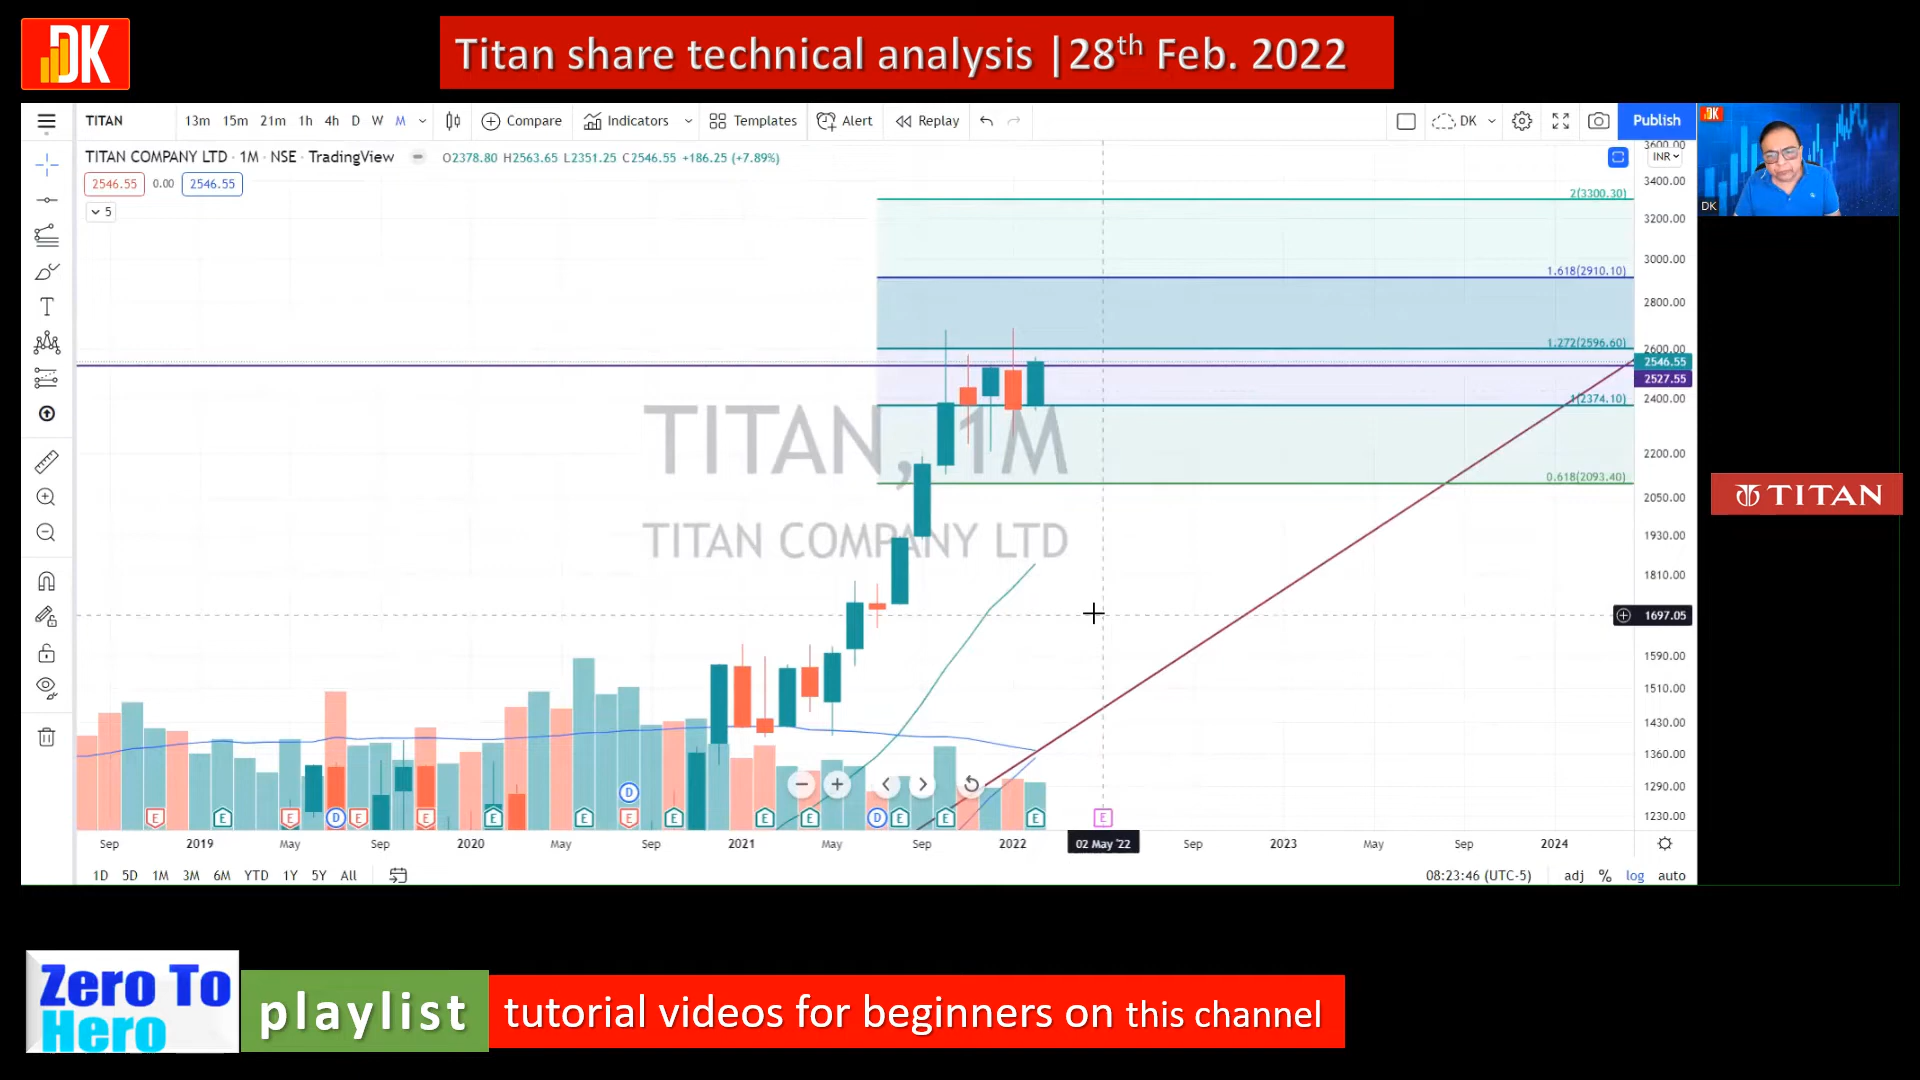 DK
Titan share technical analysis |28th Feb. 2022
TITAN 13m 15m 21m 1h 4h D W M Compare Indicators Templates Alert Replay DK Publish
TITAN COMPANY LTD · 1M · NSE · TradingView O2378.80 H2563.65 L2351.25 C2546.55 +186.25 (+7.89%)
INR
2546.55 0.00 2546.55
5
3600.00
3400.00
3200.00
3000.00
2800.00
2600.00
2546.55
2527.55
2400.00
2200.00
2050.00
1930.00
1810.00
1697.05
1590.00
1510.00
1430.00
1360.00
1290.00
1230.00
2(3300.30)
1.618(2910.10)
1.272(2596.60)
1(2374.10)
0.618(2093.40)
TITAN, 1M
TITAN COMPANY LTD
D
E E E D E E E E E E E E D E E E E
Sep 2019 May Sep 2020 May Sep 2021 May Sep 2022 02 May '22 Sep 2023 May Sep 2024
1D 5D 1M 3M 6M YTD 1Y 5Y All 08:23:46 (UTC-5) adj % log auto
DK
DK
TITAN
Zero To
Hero
playlist
tutorial videos for beginners on this channel